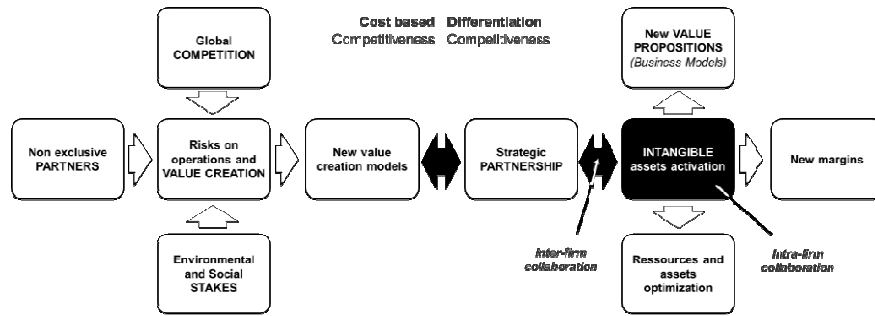 Global
COMPETITION
Cost based Differentiation
Competitiveness Competitiveness
New VALUE
PROPOSITIONS
(Business Models)
Non exclusive
PARTNERS
Risks on
operations and
VALUE CREATION
New value
creation models
Strategic
PARTNERSHIP
INTANGIBLE
assets activation
New margins
Environmental
and Social
STAKES
Inter-firm
collaboration
Ressources and
assets
optimization
Intra-firm
collaboration